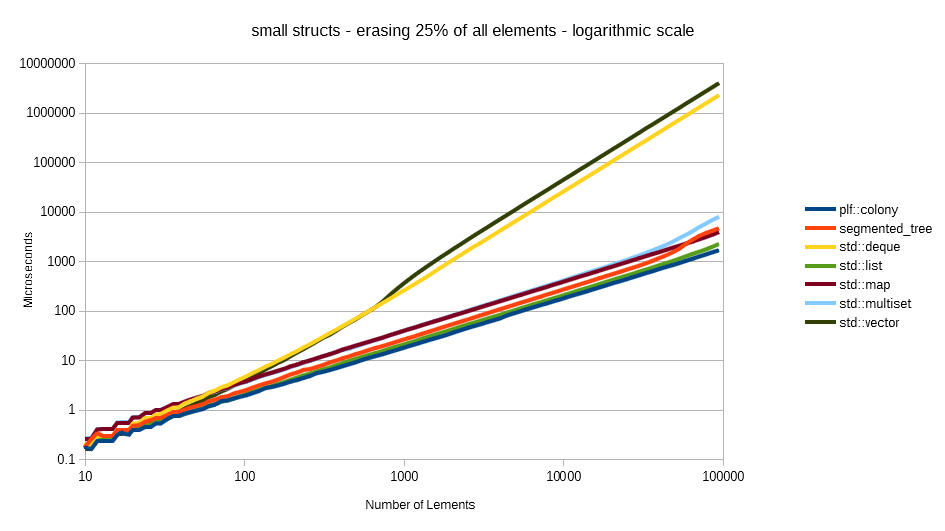 small structs - erasing 25% of all elements - logarithmic scale
10000000
1000000
100000
10000
1000
100
10
1
0.1
Microseconds
10
100
1000
10000
100000
Number of Lements
plf::colony
segmented_tree
std::deque
std::list
std::map
std::multiset
std::vector